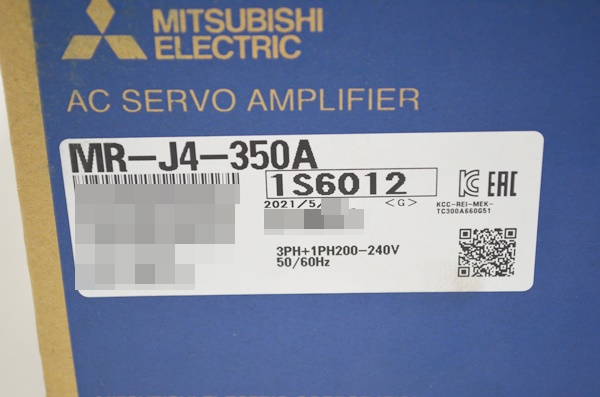 MITSUBISHI
ELECTRIC
AC SERVO AMPLIFIER
MR-J4-350A
1S6012
2021/5/
<G>
KCC-REI-MEK-
TC300A660G51
EAC
3PH+1PH200-240V
50/60Hz